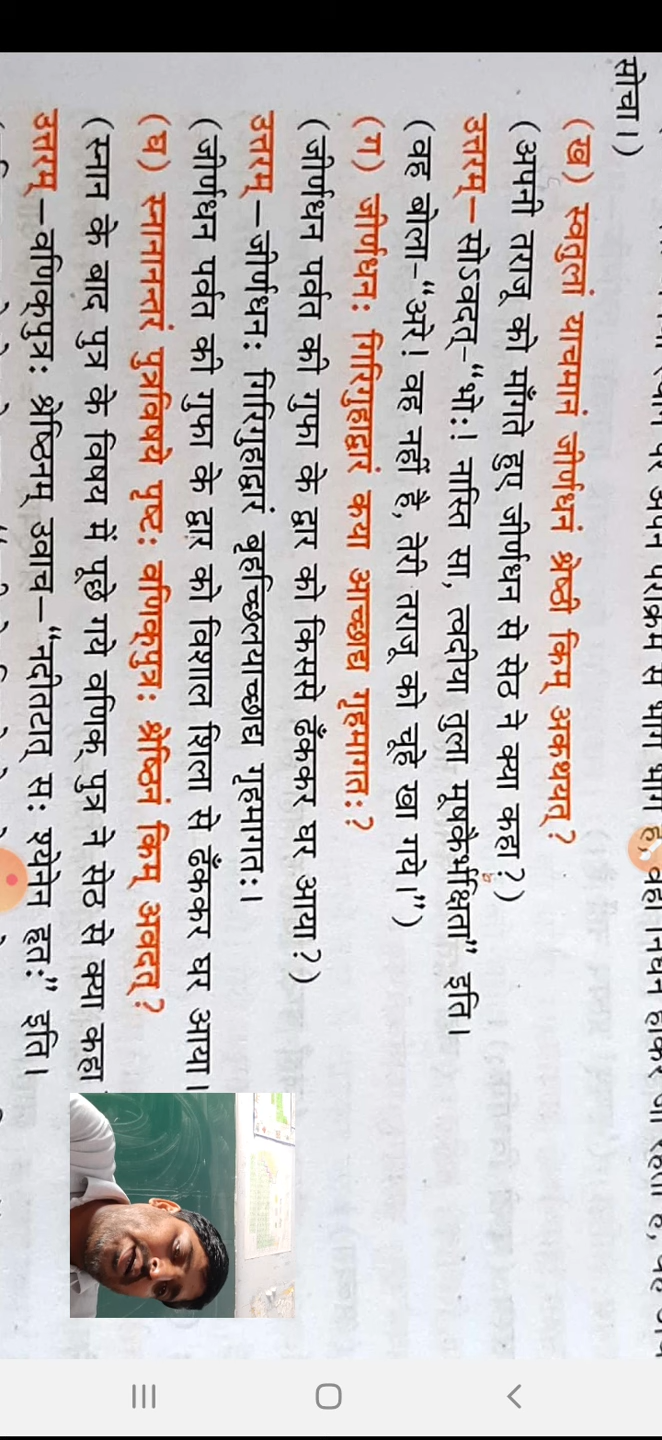 सोचा।)
(ख) स्वतुलां याचमानं जीर्णधनं श्रेष्ठी किम् अकथयत्?
(अपनी तराजू को माँगते हुए जीर्णधन से सेठ ने क्या कहा?)
उत्तरम्–सोऽवदत्–“भोः! नास्ति सा, त्वदीया तुला मूषकैर्भक्षिता” इति।
(वह बोला–“अरे! वह नहीं है, तेरी तराजू को चूहे खा गये।”)
(ग) जीर्णधनः गिरिगुहाद्वारं कया आच्छाद्य गृहमागतः?
(जीर्णधन पर्वत की गुफा के द्वार को किससे ढँककर घर आया?)
उत्तरम्–जीर्णधनः गिरिगुहाद्वारं बृहच्छिलयाच्छाद्य गृहमागतः।
(जीर्णधन पर्वत की गुफा के द्वार को विशाल शिला से ढँककर घर आया।
(घ) स्नानानन्तरं पुत्रविषये पृष्टः वणिक्पुत्रः श्रेष्ठिनं किम् अवदत्?
(स्नान के बाद पुत्र के विषय में पूछे गये वणिक् पुत्र ने सेठ से क्या कहा
उत्तरम्–वणिक्पुत्रः श्रेष्ठिनम् उवाच–“नदीतटात् सः श्येनेन हृतः” इति।